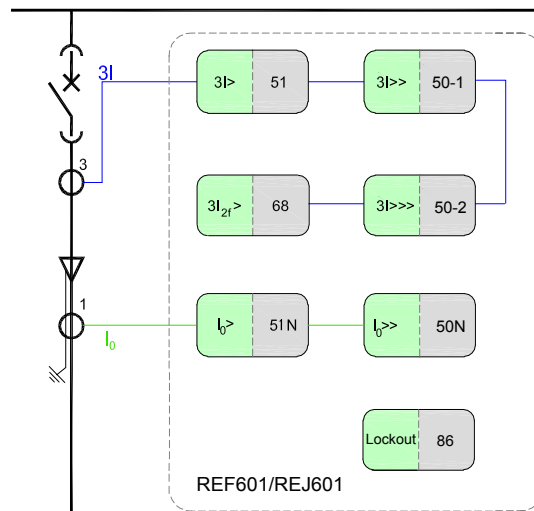 3I
3I> 51
3I>> 50-1
3
3I2f> 68
3I>>> 50-2
1
I0
I0> 51N
I0>> 50N
Lockout 86
REF601/REJ601